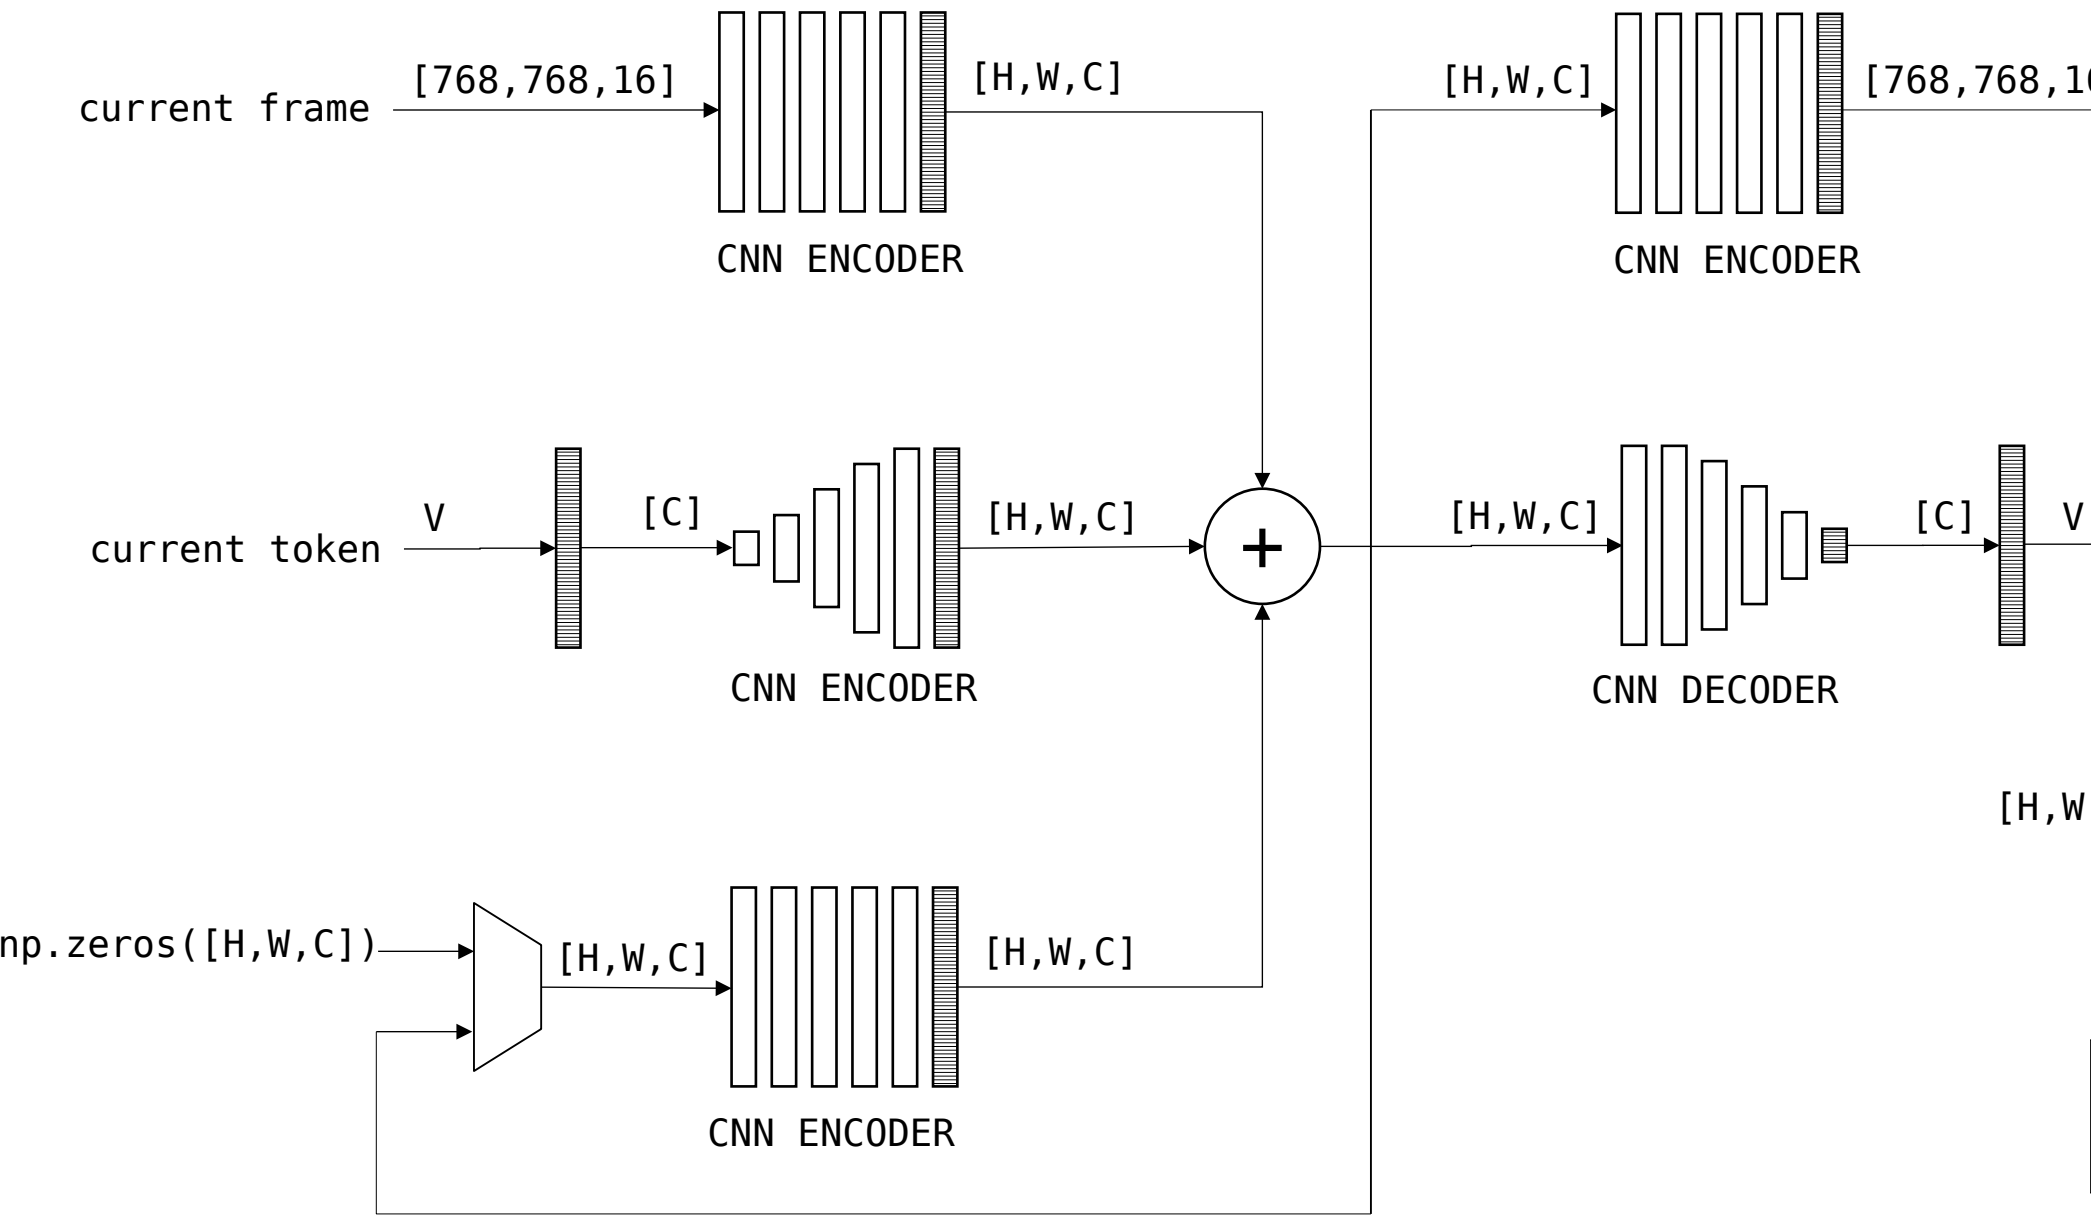 [768,768,16]
[H,W,C]
[H,W,C]
[768,768,16
current frame
CNN ENCODER
CNN ENCODER
V
[C]
[H,W,C]
[H,W,C]
[C]
V
current token
+
CNN ENCODER
CNN DECODER
[H,W
np.zeros([H,W,C])
[H,W,C]
[H,W,C]
CNN ENCODER